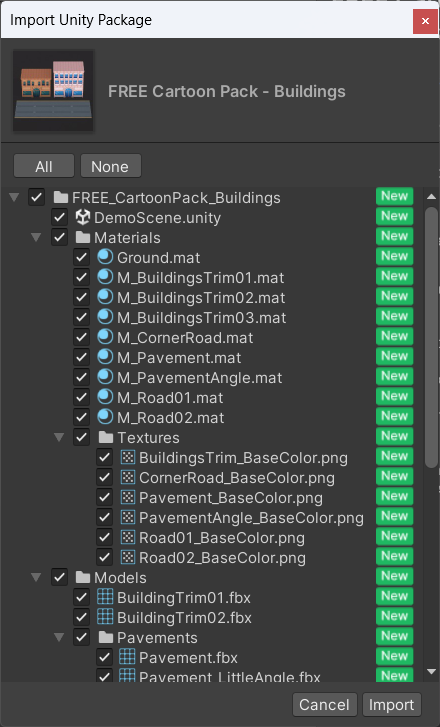 Import Unity Package
FREE Cartoon Pack - Buildings
All None
FREE_CartoonPack_Buildings New
DemoScene.unity New
Materials New
Ground.mat New
M_BuildingsTrim01.mat New
M_BuildingsTrim02.mat New
M_BuildingsTrim03.mat New
M_CornerRoad.mat New
M_Pavement.mat New
M_PavementAngle.mat New
M_Road01.mat New
M_Road02.mat New
Textures New
BuildingsTrim_BaseColor.png New
CornerRoad_BaseColor.png New
Pavement_BaseColor.png New
PavementAngle_BaseColor.png New
Road01_BaseColor.png New
Road02_BaseColor.png New
Models New
BuildingTrim01.fbx New
BuildingTrim02.fbx New
Pavements New
Pavement.fbx New
Pavement_LittleAngle.fbx New
Cancel Import